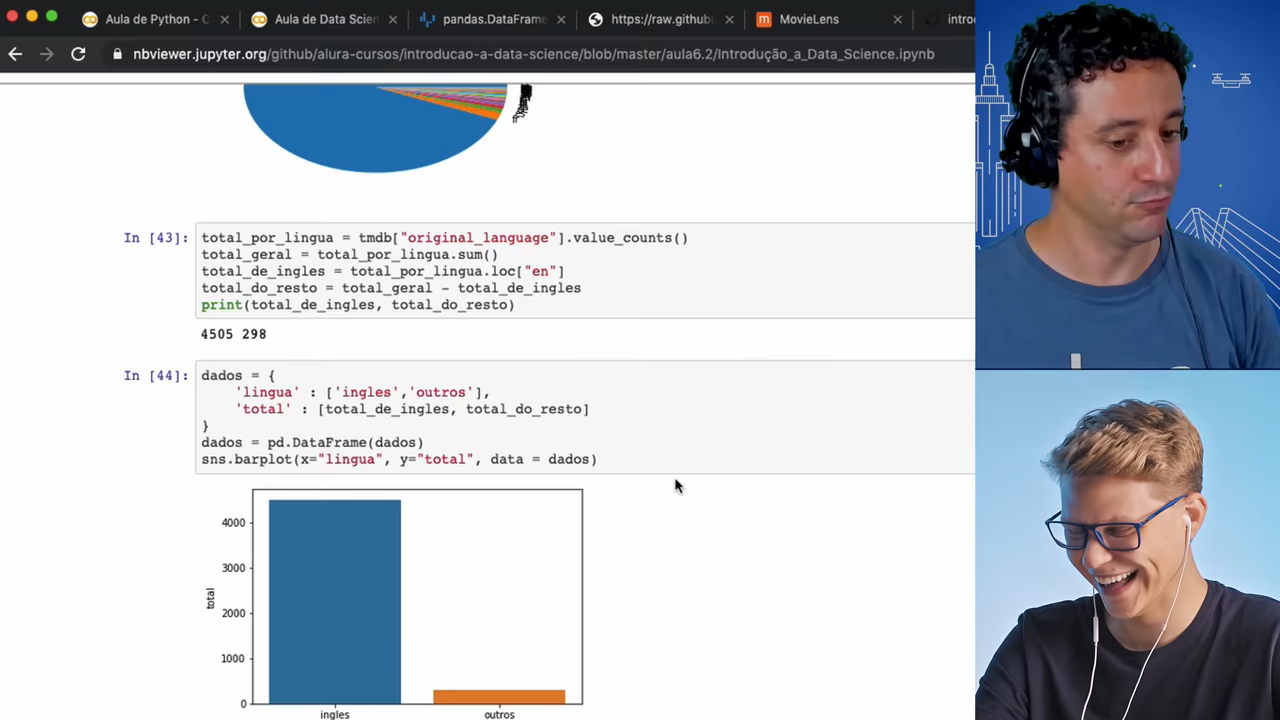 Aula de Python - C
Aula de Data Scien
pandas.DataFrame
https://raw.github
MovieLens
intro
nbviewer.jupyter.org/github/alura-cursos/introducao-a-data-science/blob/master/aula6.2/Introdução_a_Data_Science.ipynb
In [43]:
total_por_lingua = tmdb["original_language"].value_counts()
total_geral = total_por_lingua.sum()
total_de_ingles = total_por_lingua.loc["en"]
total_do_resto = total_geral - total_de_ingles
print(total_de_ingles, total_do_resto)
4505 298
In [44]:
dados = {
'lingua' : ['ingles','outros'],
'total' : [total_de_ingles, total_do_resto]
}
dados = pd.DataFrame(dados)
sns.barplot(x="lingua", y="total", data = dados)
4000
3000
2000
1000
0
total
ingles
outros